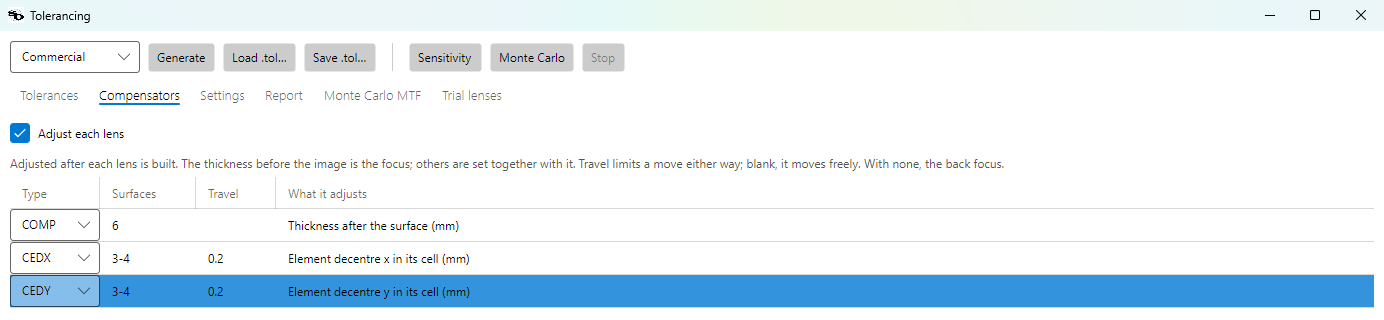 Tolerancing
Commercial Generate Load .tol... Save .tol... Sensitivity Monte Carlo Stop
Tolerances Compensators Settings Report Monte Carlo MTF Trial lenses
Adjust each lens
Adjusted after each lens is built. The thickness before the image is the focus; others are set together with it. Travel limits a move either way; blank, it moves freely. With none, the back focus.
Type Surfaces Travel What it adjusts
COMP 6 Thickness after the surface (mm)
CEDX 3-4 0.2 Element decentre x in its cell (mm)
CEDY 3-4 0.2 Element decentre y in its cell (mm)